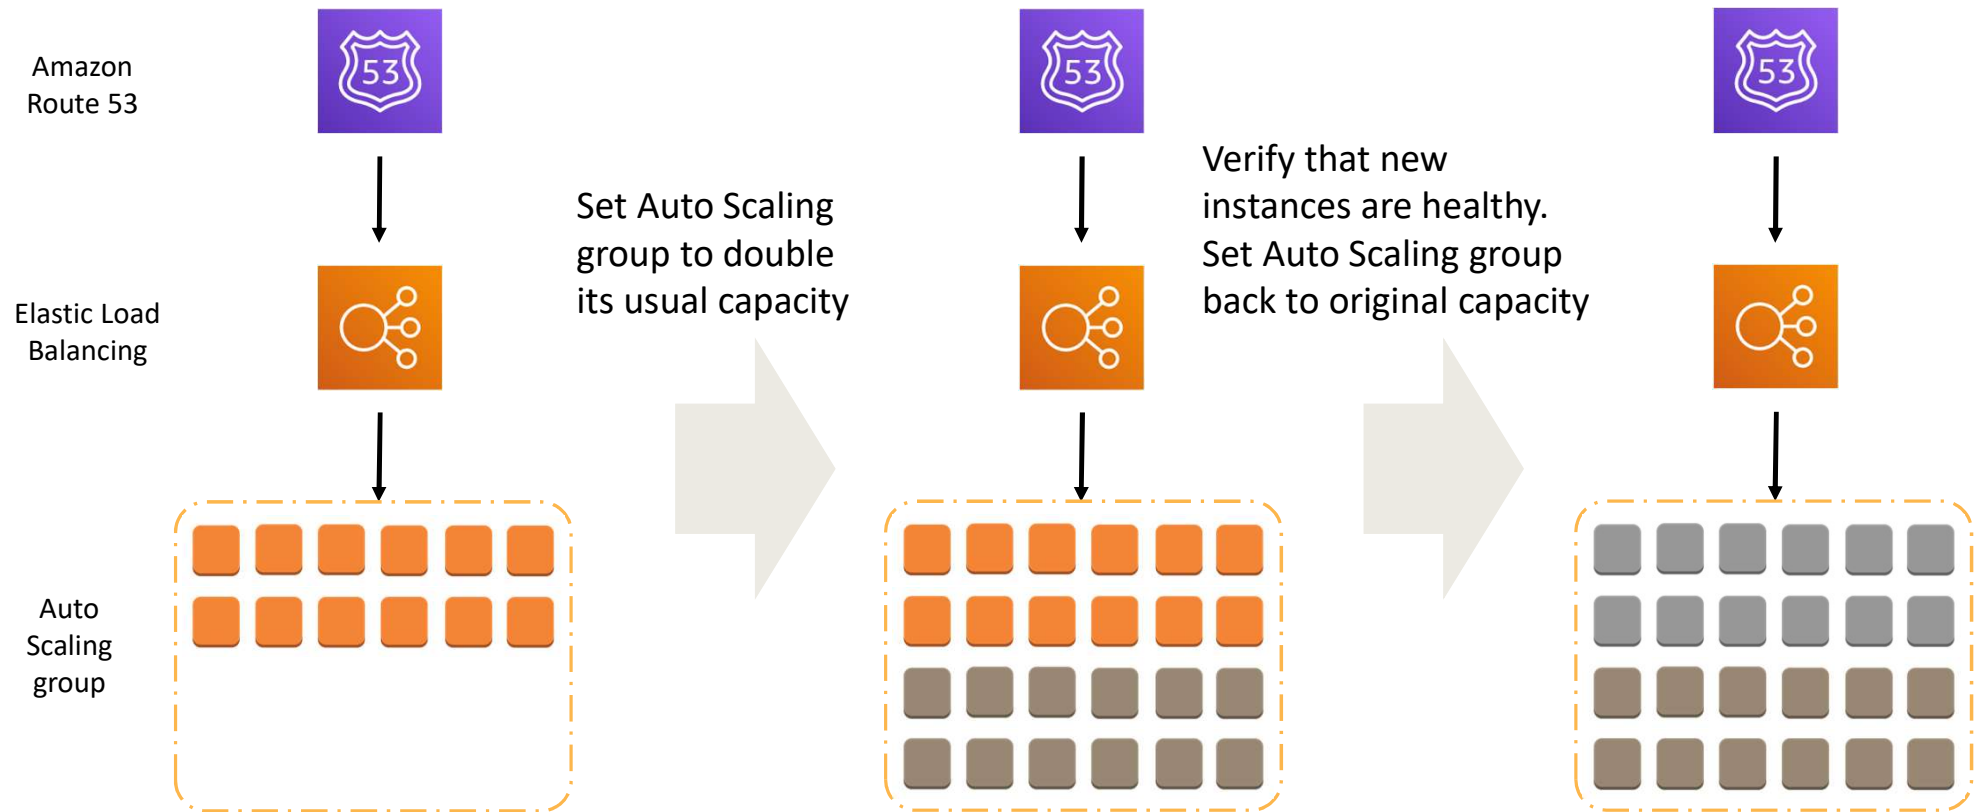 Amazon
Route 53
53
53
53
Set Auto Scaling
group to double
its usual capacity
Verify that new
instances are healthy.
Set Auto Scaling group
back to original capacity
Elastic Load
Balancing
Auto
Scaling
group